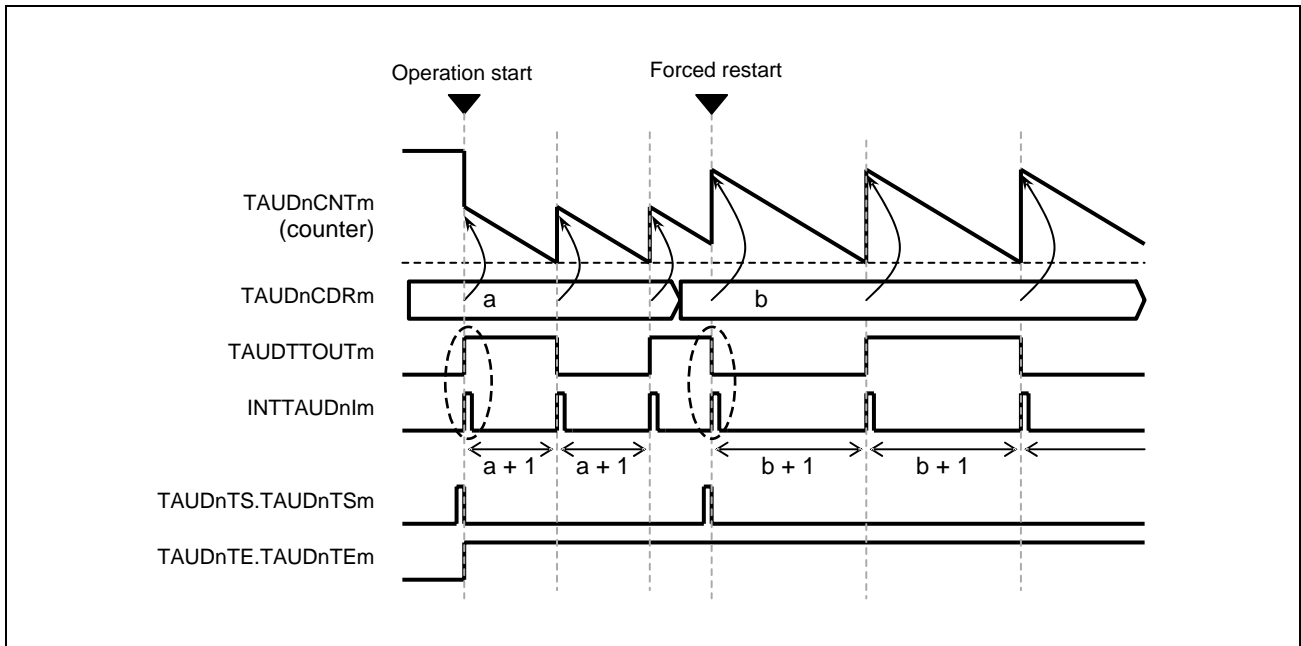 Operation start
Forced restart
TAUDnCNTm
(counter)
TAUDnCDRm
a
b
TAUDTTOUTm
INTTAUDnIm
a + 1
a + 1
b + 1
b + 1
TAUDnTS.TAUDnTSm
TAUDnTE.TAUDnTEm